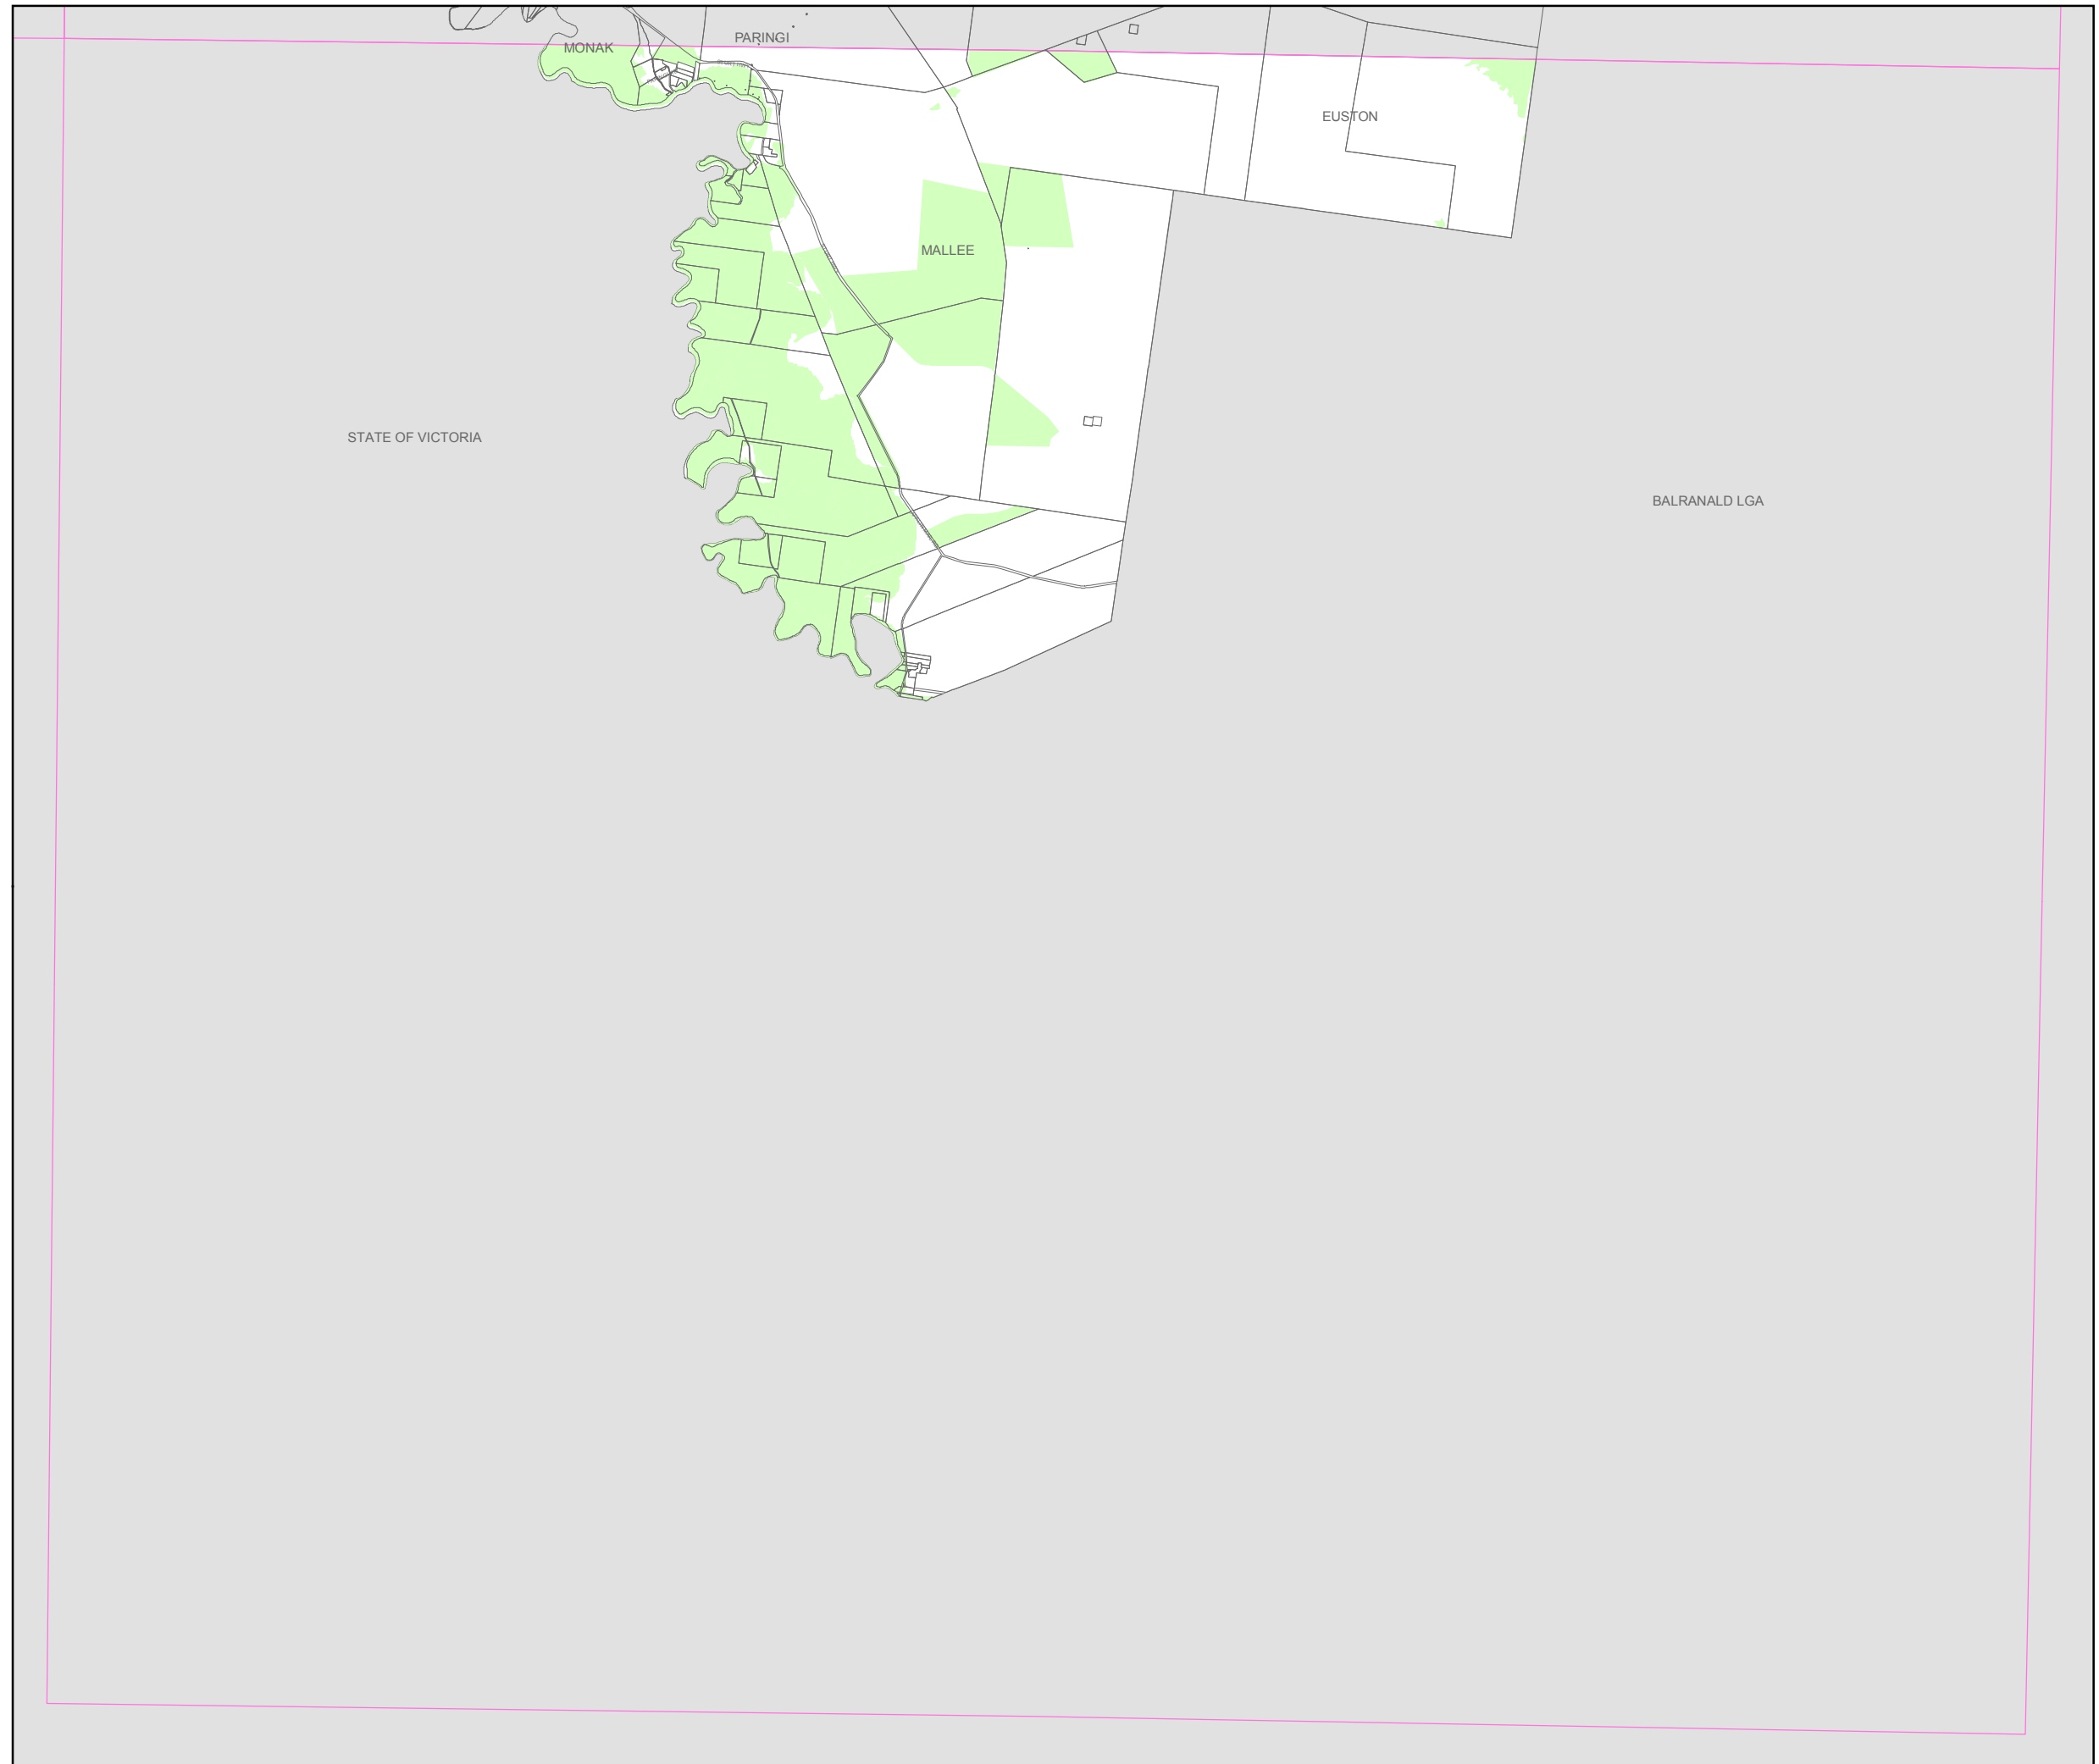 PARINGI
MONAK
EUSTON
MALLEE
STATE OF VICTORIA
BALRANALD LGA